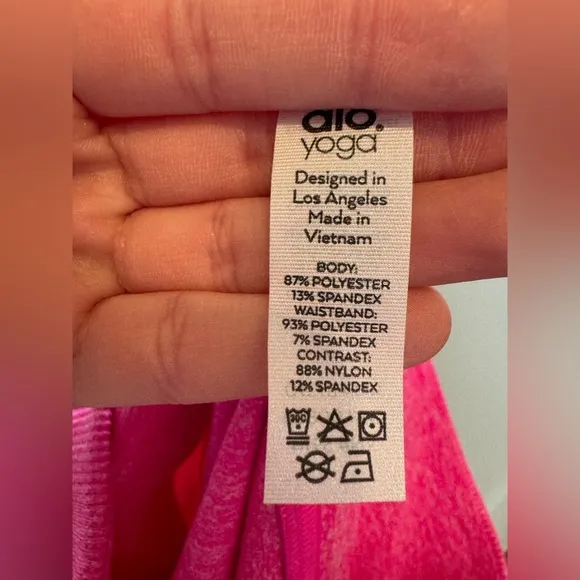 alo.
yoga
Designed in
Los Angeles
Made in
Vietnam
BODY:
87% POLYESTER
13% SPANDEX
WAISTBAND:
93% POLYESTER
7% SPANDEX
CONTRAST:
88% NYLON
12% SPANDEX
30C